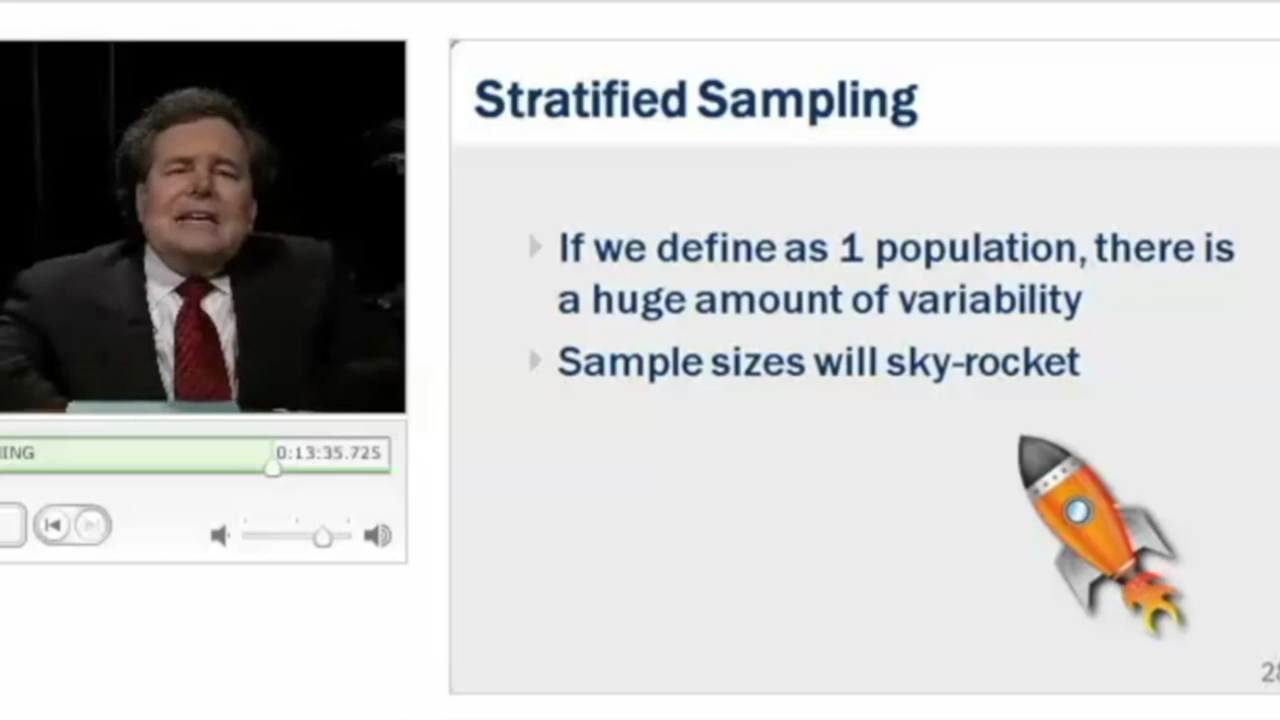 Stratified Sampling
If we define as 1 population, there is
a huge amount of variability
Sample sizes will sky-rocket
0:13:35.725